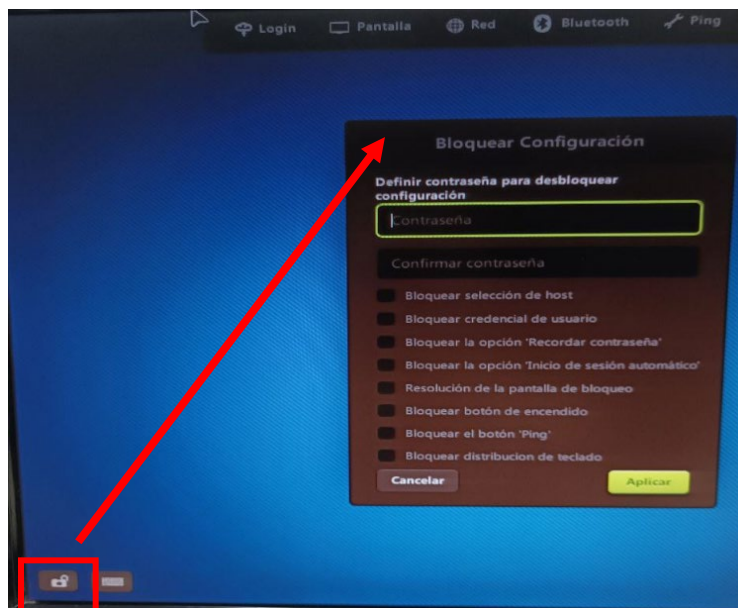 Login Pantalla Red Bluetooth Ping
Bloquear Configuración
Definir contraseña para desbloquear
configuración
Contraseña
Confirmar contraseña
Bloquear selección de host
Bloquear credencial de usuario
Bloquear la opción 'Recordar contraseña'
Bloquear la opción 'Inicio de sesión automático'
Resolución de la pantalla de bloqueo
Bloquear botón de encendido
Bloquear el botón 'Ping'
Bloquear distribucion de teclado
Cancelar Aplicar